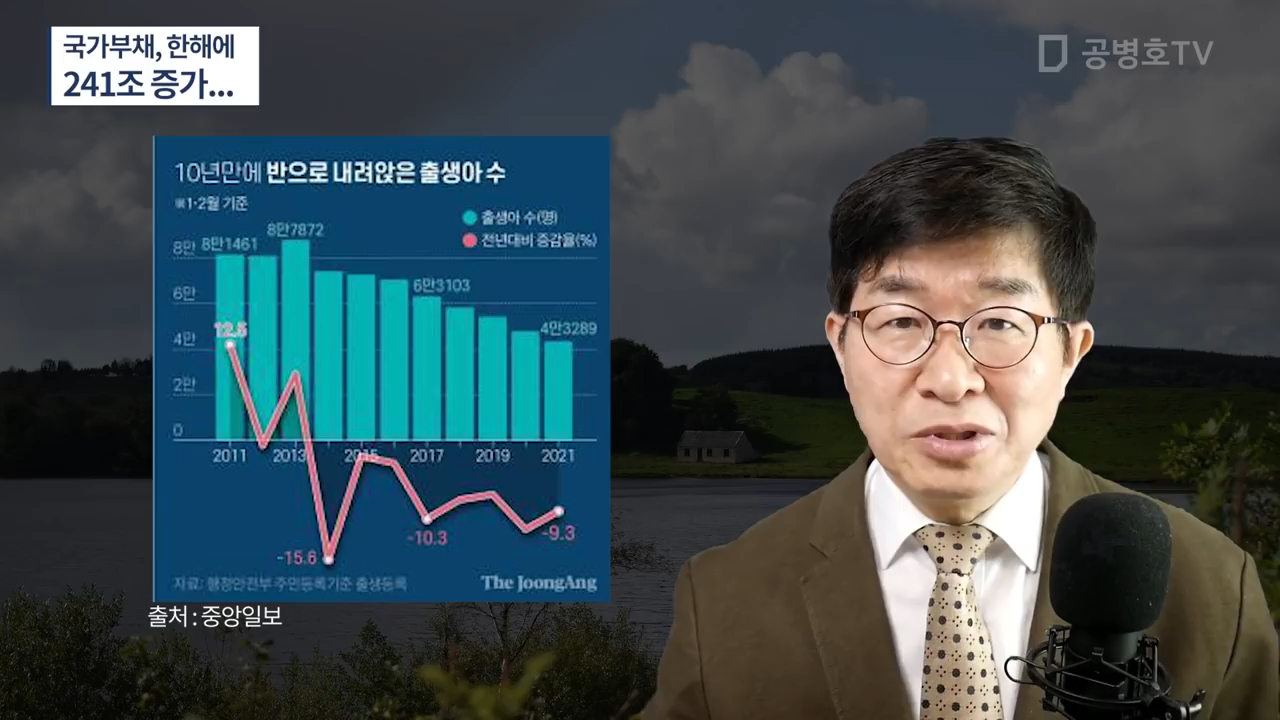 국가부채, 한해에
241조 증가...
공병호TV
10년만에 반으로 내려앉은 출생아 수
※1·2월 기준
출생아 수(명)
전년대비 증감율(%)
8만7872
8만 8만1461
6만
6만3103
4만3289
12.5
4만
2만
0
2011 2013 2015 2017 2019 2021
-15.6
-10.3
-9.3
자료: 행정안전부 주민등록기준 출생등록
The JoongAng
출처 : 중앙일보